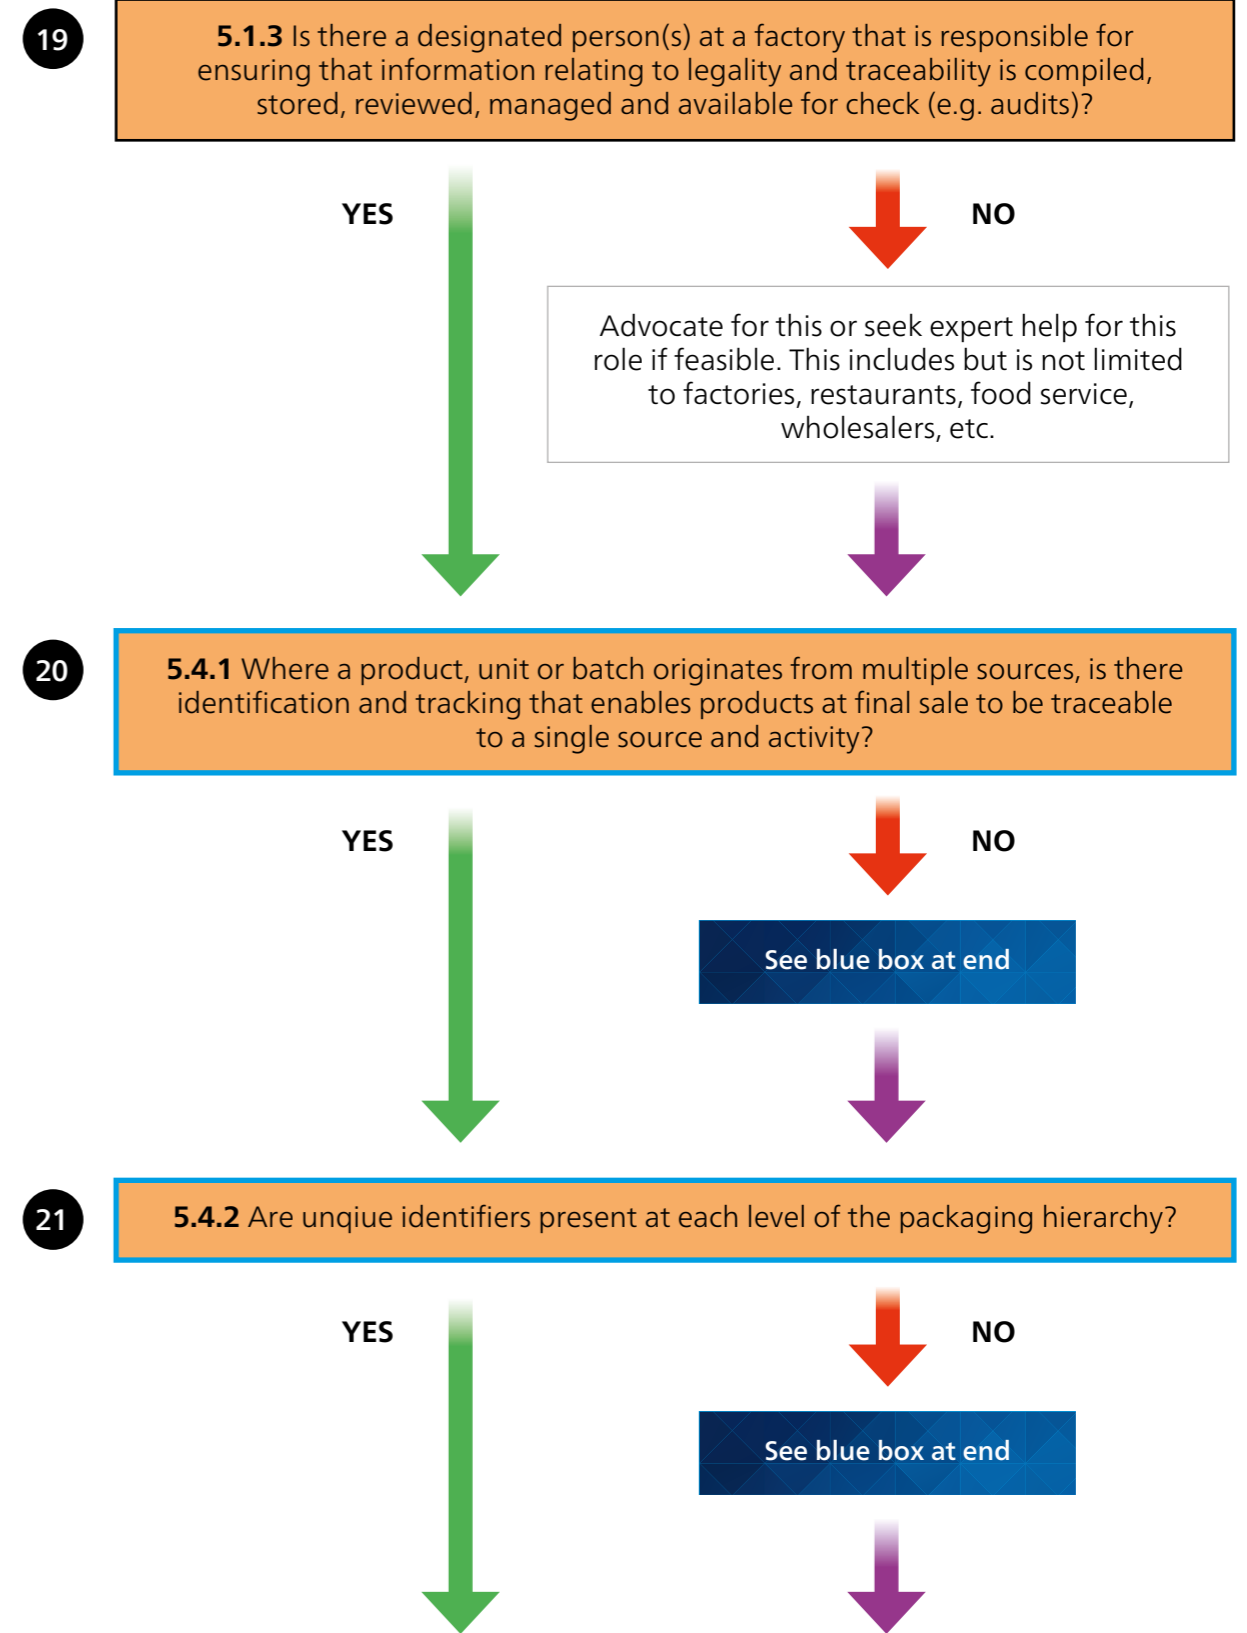 19
5.1.3 Is there a designated person(s) at a factory that is responsible for
ensuring that information relating to legality and traceability is compiled,
stored, reviewed, managed and available for check (e.g. audits)?
YES
NO
Advocate for this or seek expert help for this
role if feasible. This includes but is not limited
to factories, restaurants, food service,
wholesalers, etc.
20
5.4.1 Where a product, unit or batch originates from multiple sources, is there
identification and tracking that enables products at final sale to be traceable
to a single source and activity?
YES
NO
See blue box at end
21
5.4.2 Are unqiue identifiers present at each level of the packaging hierarchy?
YES
NO
See blue box at end